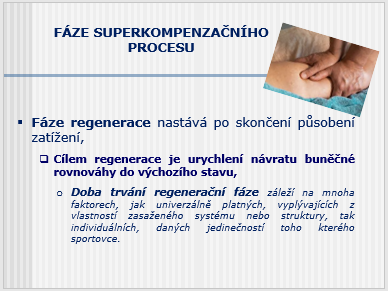 FÁZE SUPERKOMPENZAČNÍHO
PROCESU
▪ Fáze regenerace nastává po skončení působení
zatížení,
❑ Cílem regenerace je urychlení návratu buněčné
rovnováhy do výchozího stavu,
o Doba trvání regenerační fáze záleží na mnoha
faktorech, jak univerzálně platných, vyplývajících z
vlastností zasaženého systému nebo struktury, tak
individuálních, daných jedinečností toho kterého
sportovce.